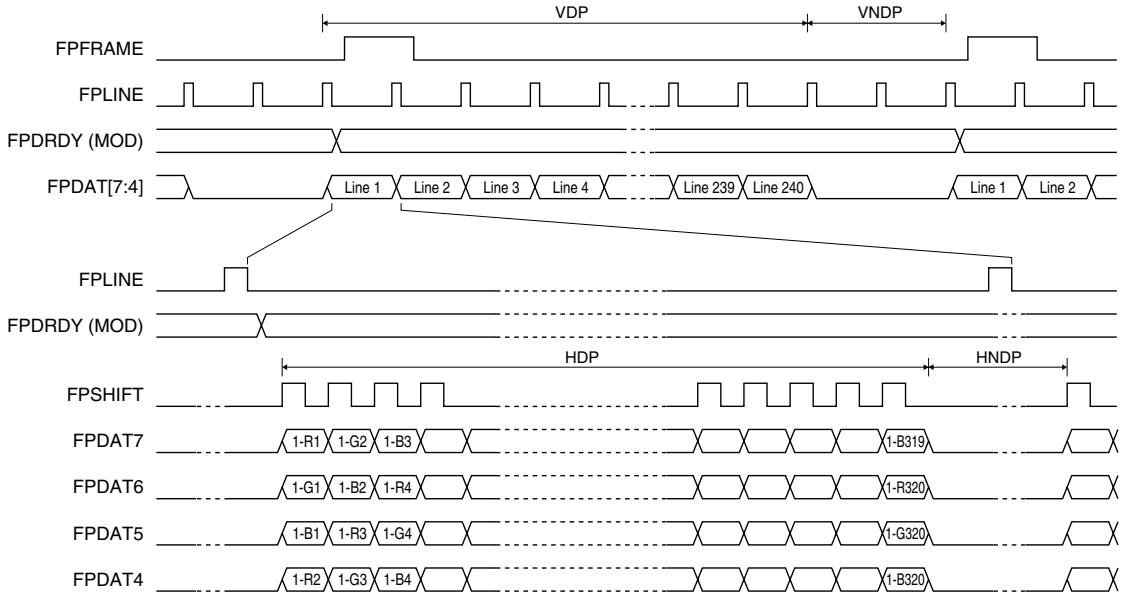 VDP VNDP
FPFRAME
FPLINE
FPDRDY (MOD)
FPDAT[7:4] Line 1 Line 2 Line 3 Line 4 Line 239 Line 240 Line 1 Line 2
FPLINE
FPDRDY (MOD)
HDP HNDP
FPSHIFT
FPDAT7 1-R1 1-G2 1-B3 1-B319
FPDAT6 1-G1 1-B2 1-R4 1-R320
FPDAT5 1-B1 1-R3 1-G4 1-G320
FPDAT4 1-R2 1-G3 1-B4 1-B320